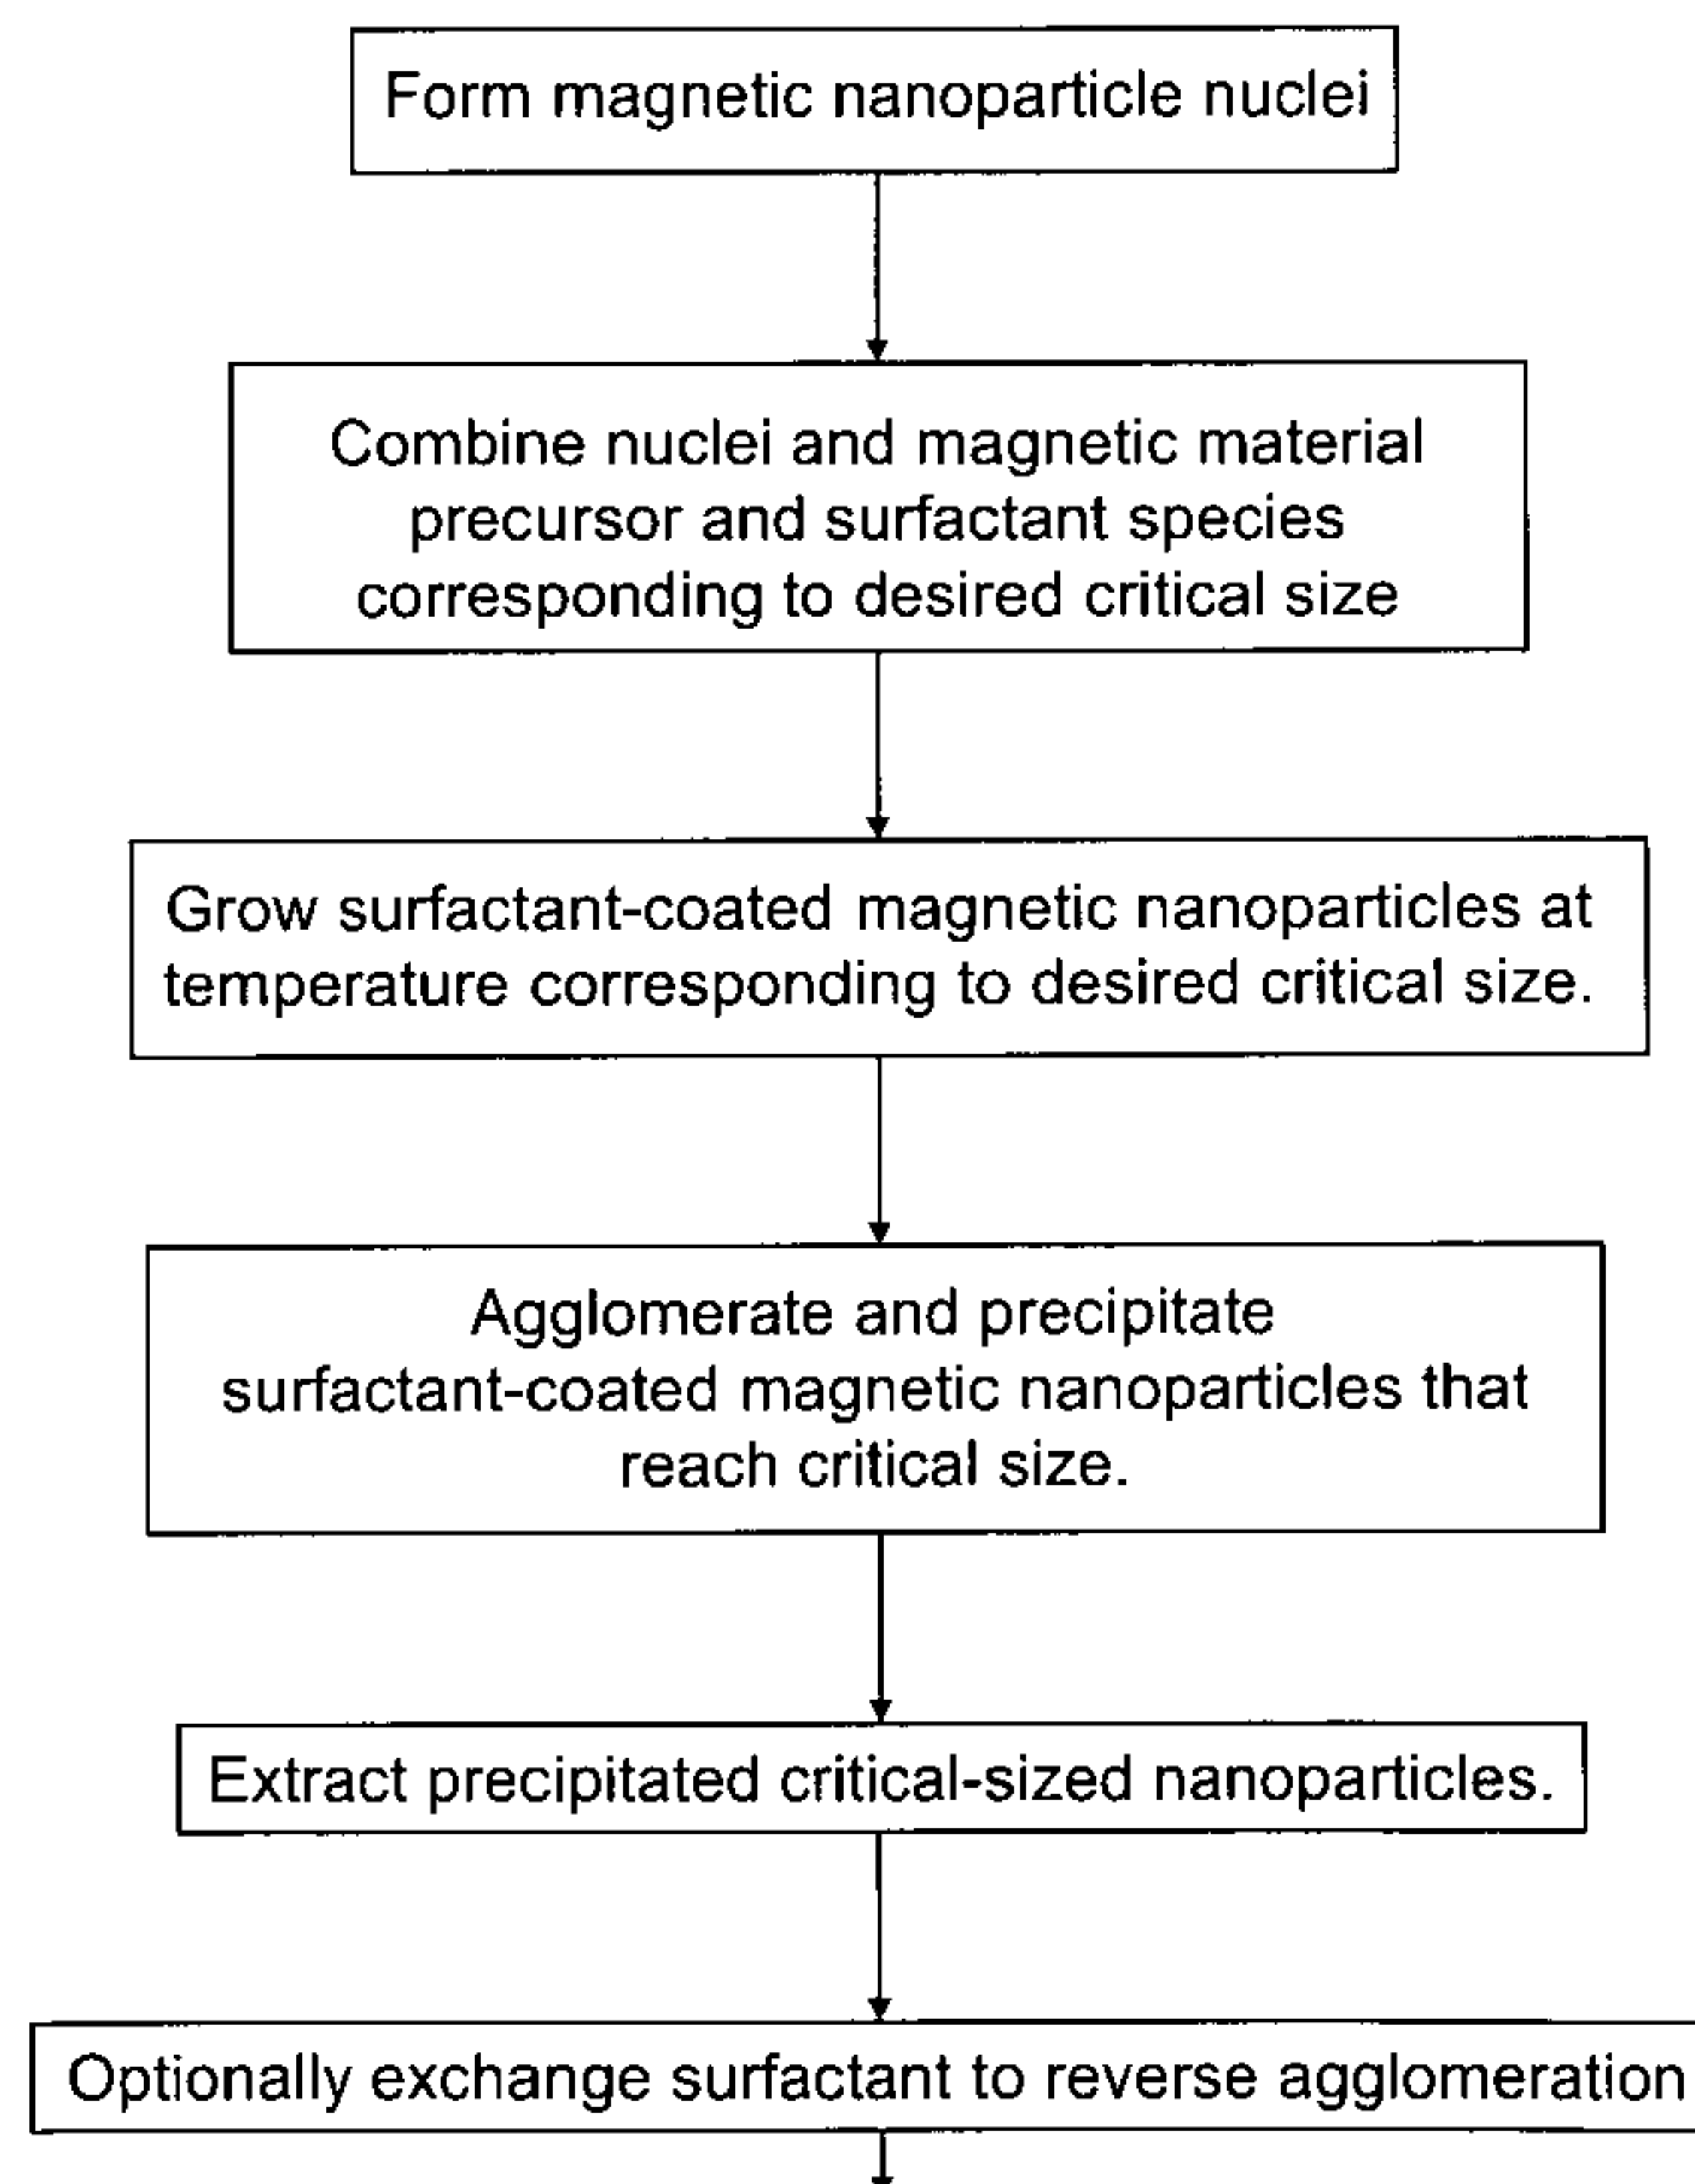 Form magnetic nanoparticle nuclei
Combine nuclei and magnetic material
precursor and surfactant species
corresponding to desired critical size
Grow surfactant-coated magnetic nanoparticles at
temperature corresponding to desired critical size.
Agglomerate and precipitate
surfactant-coated magnetic nanoparticles that
reach critical size.
Extract precipitated critical-sized nanoparticles.
Optionally exchange surfactant to reverse agglomeration